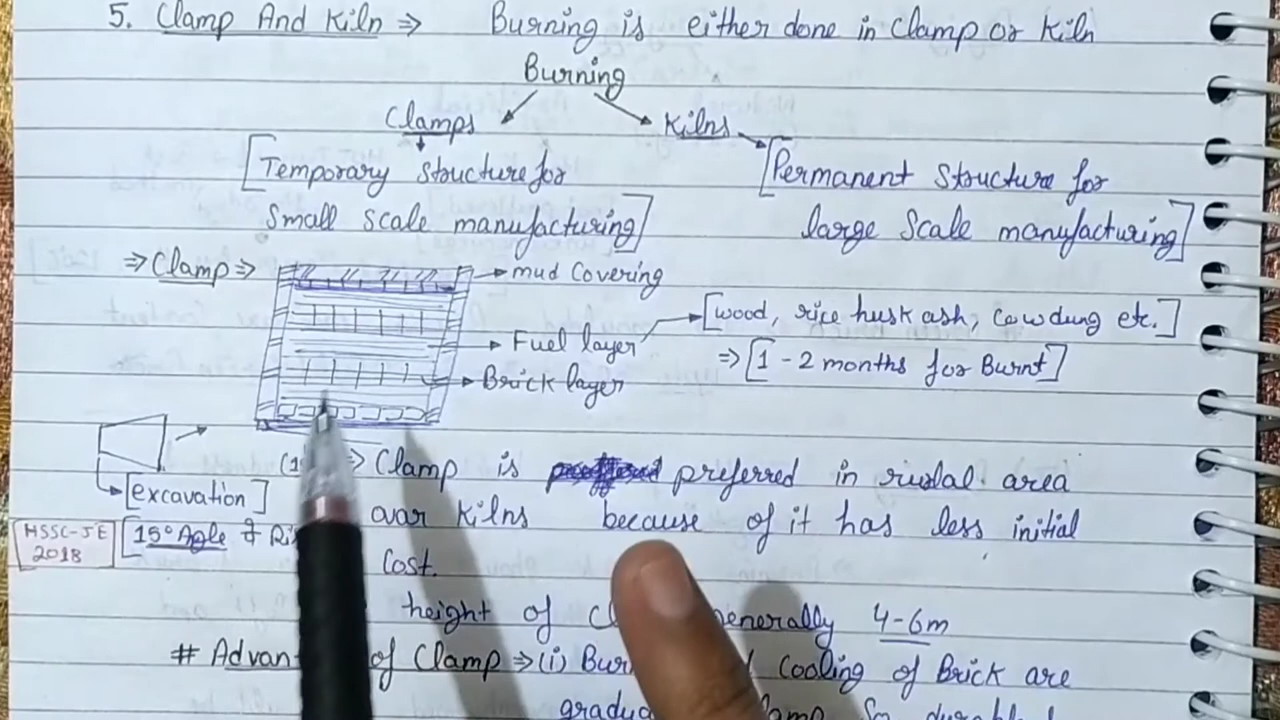 5. Clamp And Kiln ⇒ Burning is either done in clamp or Kiln
Burning
Clamps Kilns
[Temporary structure for
Small scale manufacturing]
[Permanent Structure for
large Scale manufacturing]
⇒ Clamp ⇒ → mud Covering
→ Fuel layer → [wood, rice husk ash, Cowdung etc.]
⇒ [1 - 2 months for Burnt]
→ Brick layer
⇒ Clamp is preferred in rural area
[excavation]
over Kilns because of it has less initial
HSSC-JE
2018
[15° Agle of
Cost.
height of generally 4-6m
# of Clamp ⇒ (i) Cooling of Brick are